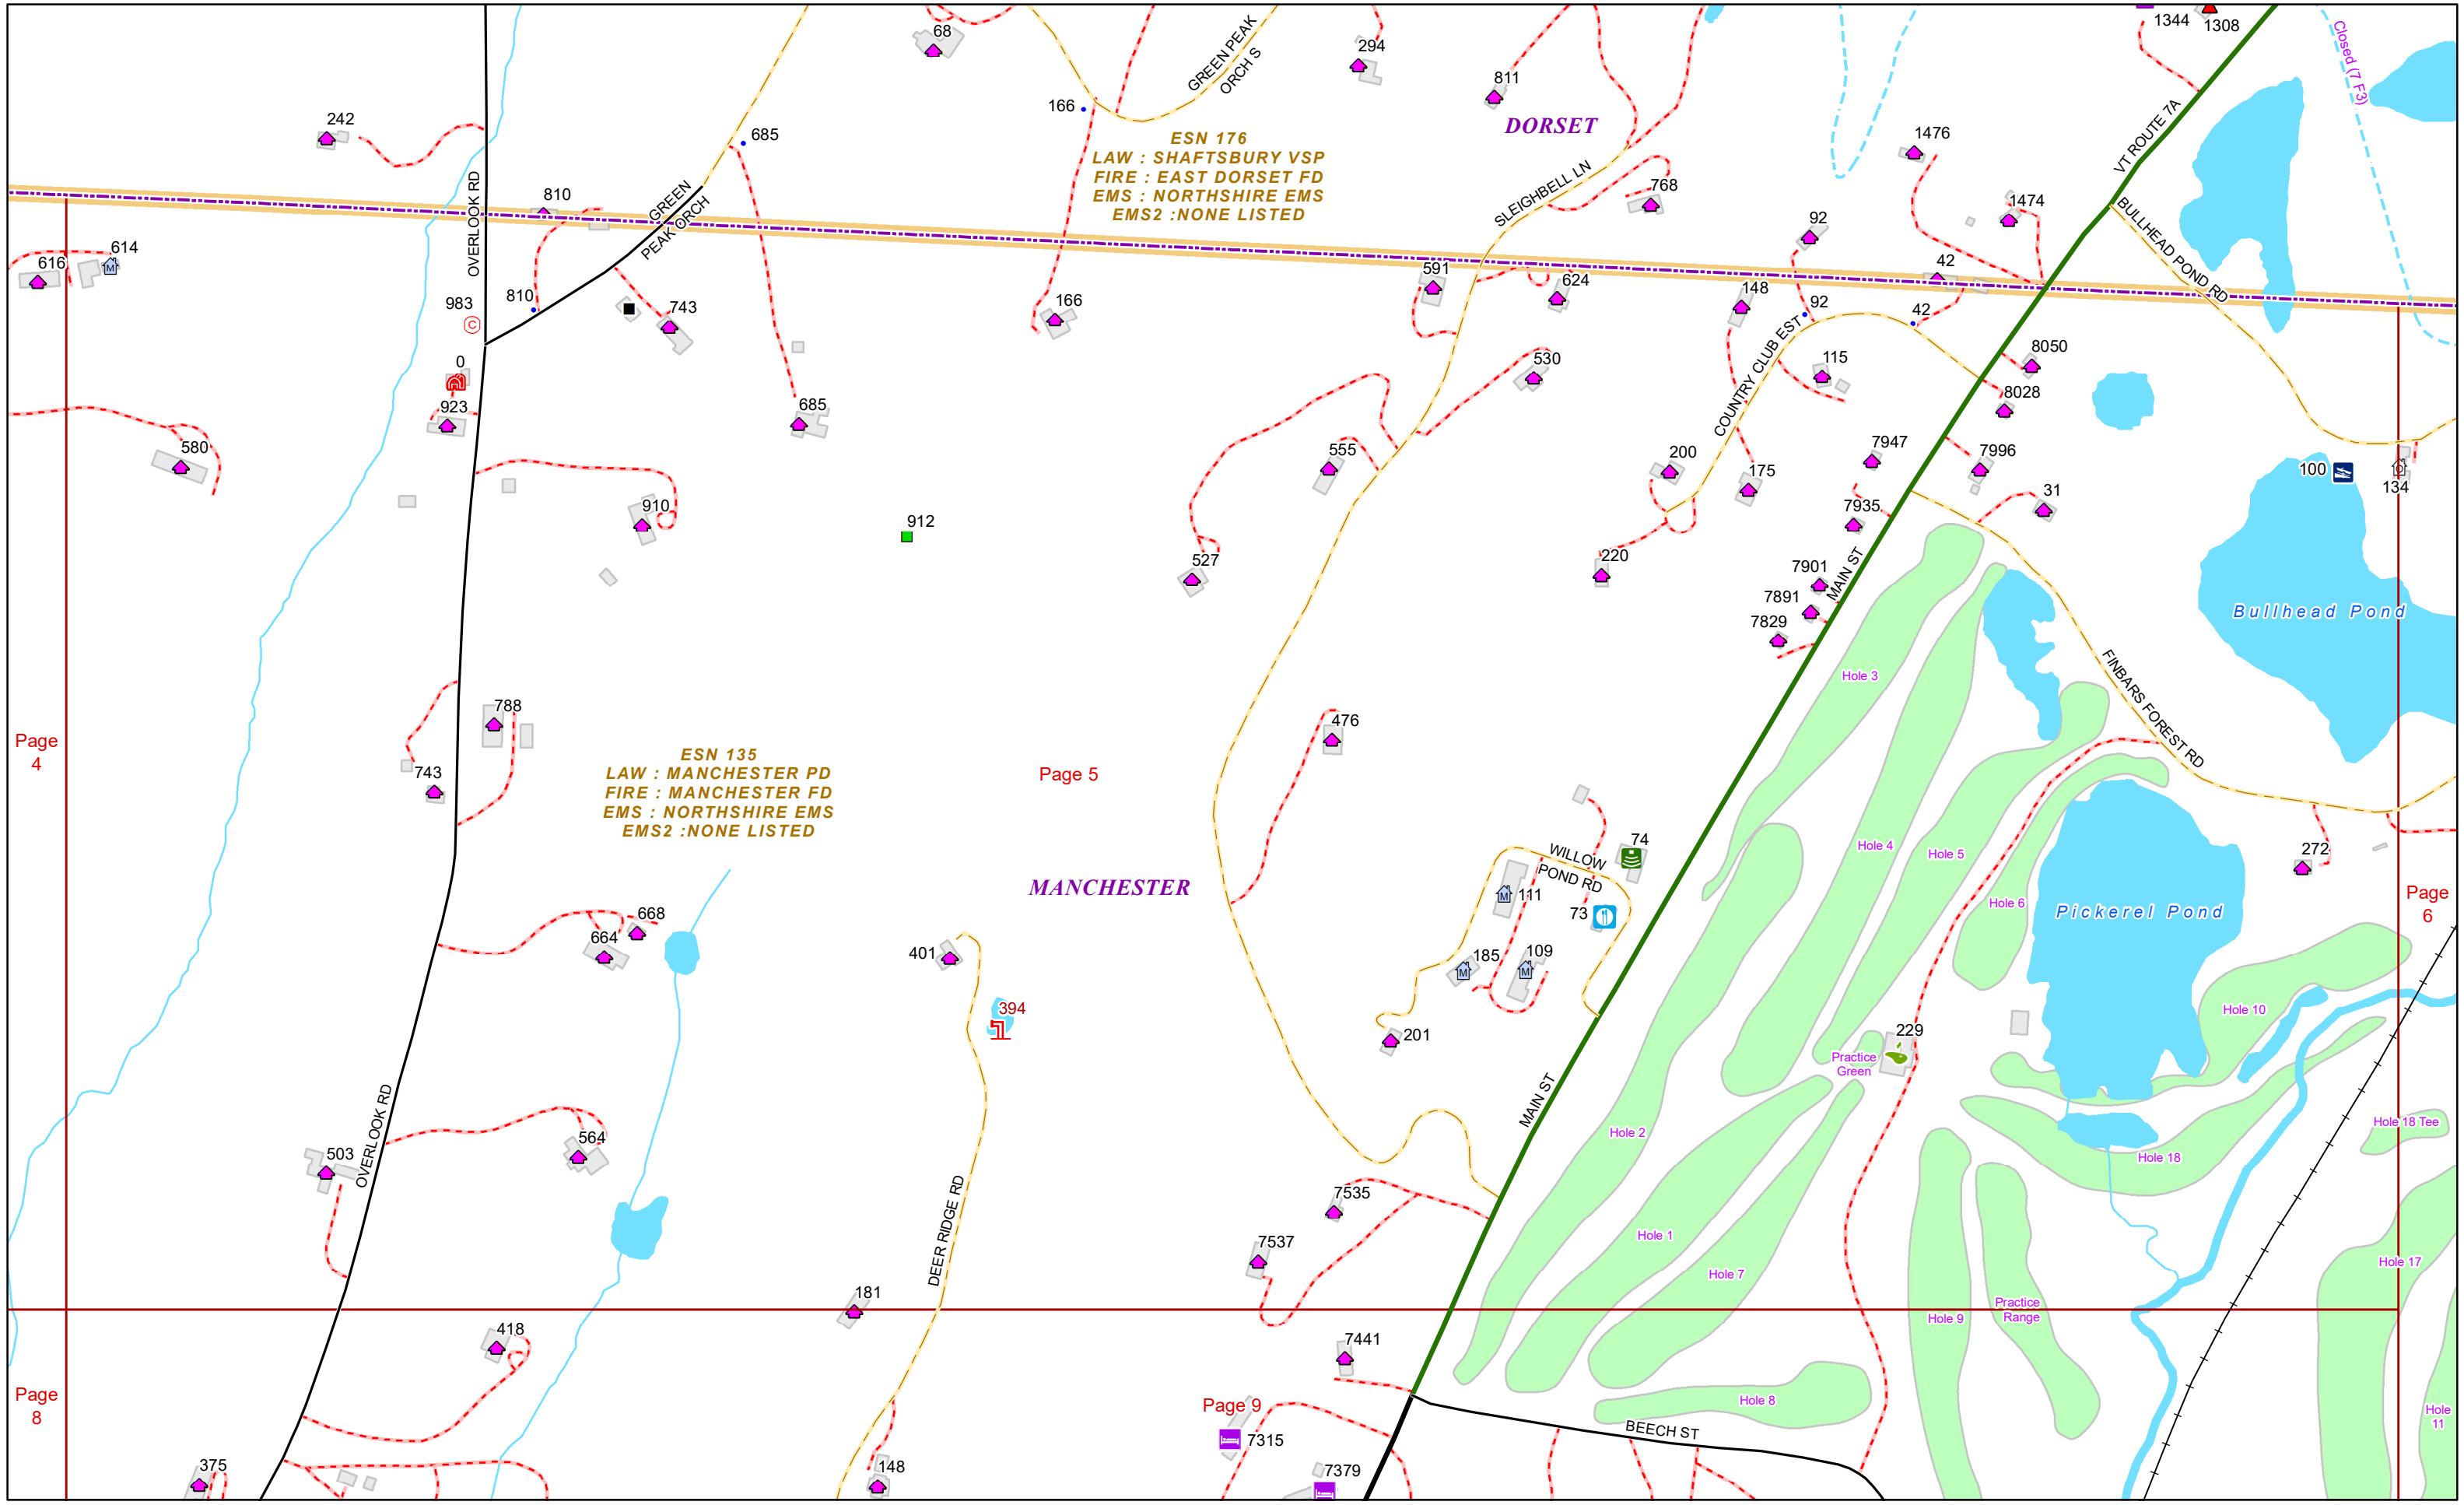 68
294
811
GREEN PEAK
ORCH S
1344
1308
Closed (7 F3)
242
685
166
DORSET
1476
VT ROUTE 7A
ESN 176
LAW : SHAFTSBURY VSP
FIRE : EAST DORSET FD
EMS : NORTHSHIRE EMS
EMS2 :NONE LISTED
SLEIGHBELL LN
768
1474
BULLHEAD POND RD
OVERLOOK RD
810
GREEN
PEAK ORCH
92
614
616
591
624
42
148
983
810
743
166
92
42
0
923
685
530
COUNTRY CLUB EST
115
8050
8028
580
555
200
175
7947
7996
100
134
910
912
31
7935
527
220
7901
MAIN ST
7891
7829
Bullhead Pond
Hole 3
FINBARS FOREST RD
788
476
Page
4
743
ESN 135
LAW : MANCHESTER PD
FIRE : MANCHESTER FD
EMS : NORTHSHIRE EMS
EMS2 :NONE LISTED
Page 5
74
WILLOW
POND RD
Hole 4
Hole 5
272
MANCHESTER
111
73
Hole 6
Pickerel Pond
Page
6
668
664
401
185
109
394
201
229
Practice
Green
Hole 10
OVERLOOK RD
MAIN ST
Hole 2
Hole 18 Tee
Hole 18
503
564
DEER RIDGE RD
7535
7537
Hole 1
Hole 7
Hole 17
181
Practice
Range
Hole 9
418
7441
Page
8
Page 9
Hole 8
Hole
11
7315
BEECH ST
375
148
7379